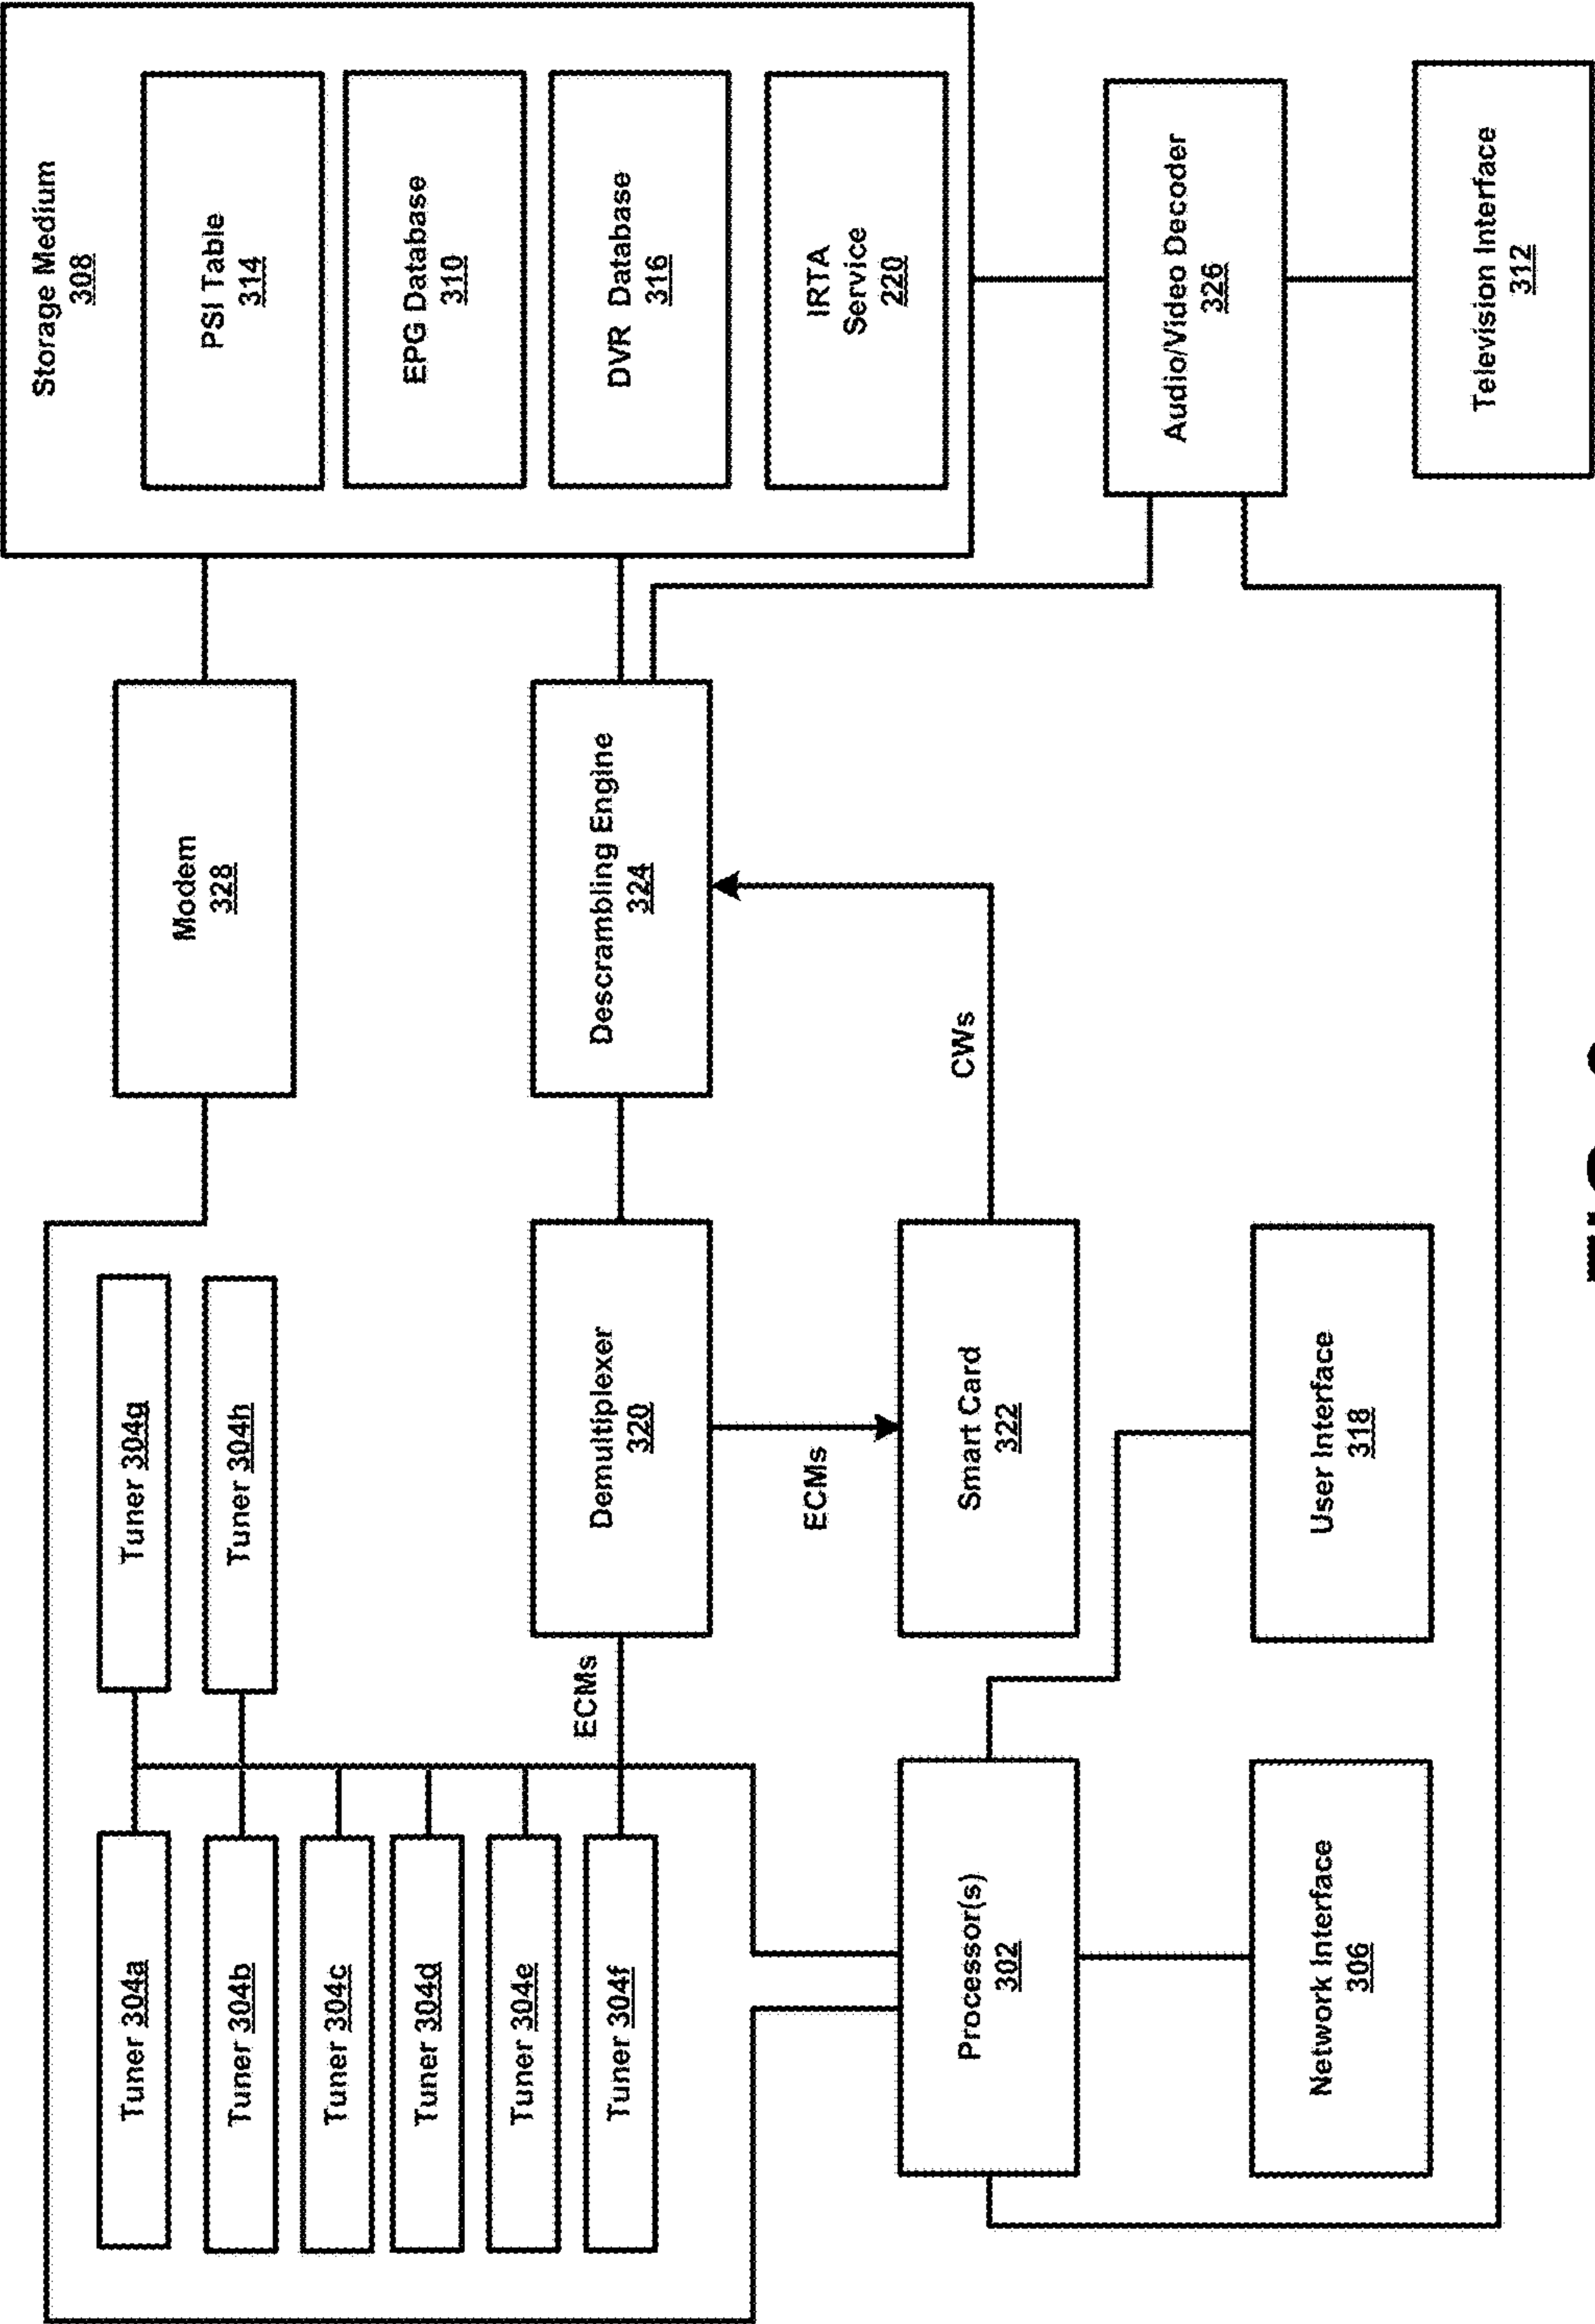 Tuner 304a
Tuner 304b
Tuner 304c
Tuner 304d
Tuner 304e
Tuner 304f
Tuner 304g
Tuner 304h
Modem
328
Storage Medium
308
PSI Table
314
EPG Database
310
DVR Database
316
IRTA
Service
220
ECMs
Demultiplexer
320
Descrambling Engine
324
ECMs
CWs
Processor(s)
302
Smart Card
322
Audio/Video Decoder
326
Network Interface
306
User Interface
318
Television Interface
312